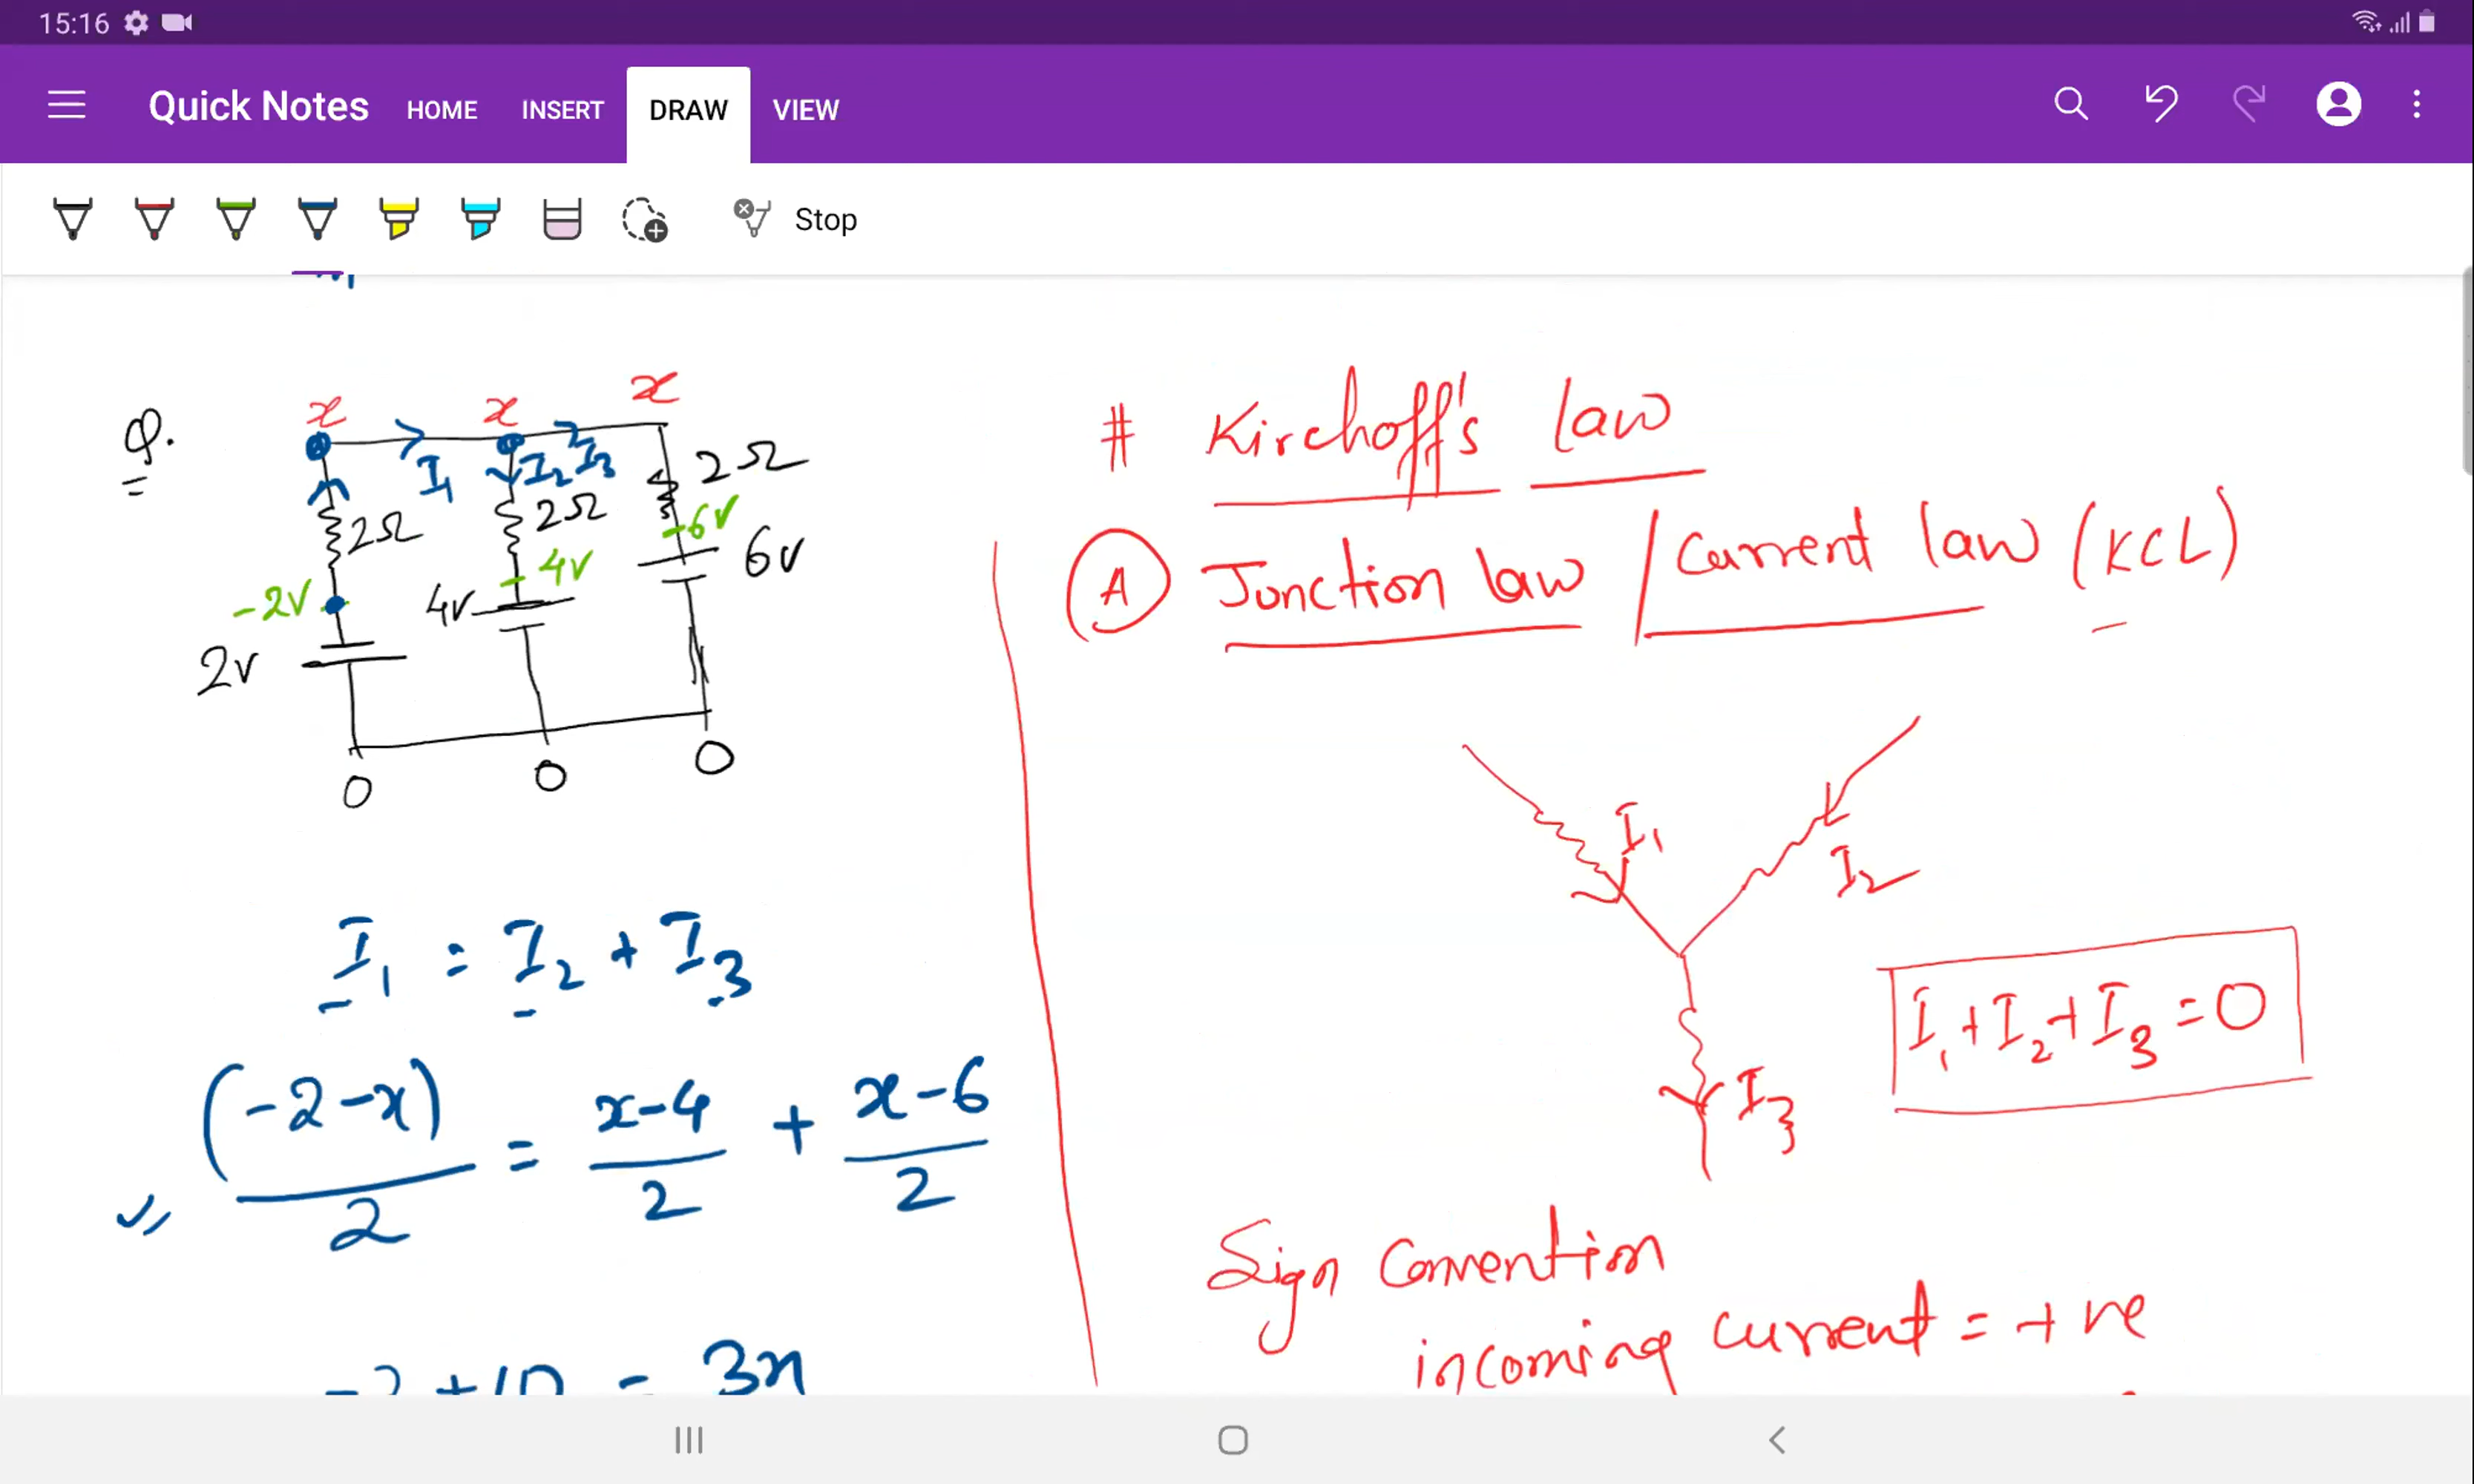 15:16
Quick Notes HOME INSERT DRAW VIEW
Stop
Q.
x x x
I1 I2 I3
2Ω 2Ω 2Ω
-2V 4V 6V
2V 4V 6V
0 0 0
I1 = I2 + I3
(-2-x)/2 = x-4/2 + x-6/2
-2+10 = 3x
# Kirchoff's law
A Junction law / Current law (KCL)
I1 I2
I3
I1+I2+I3=0
Sign Convention
incoming current = +ve